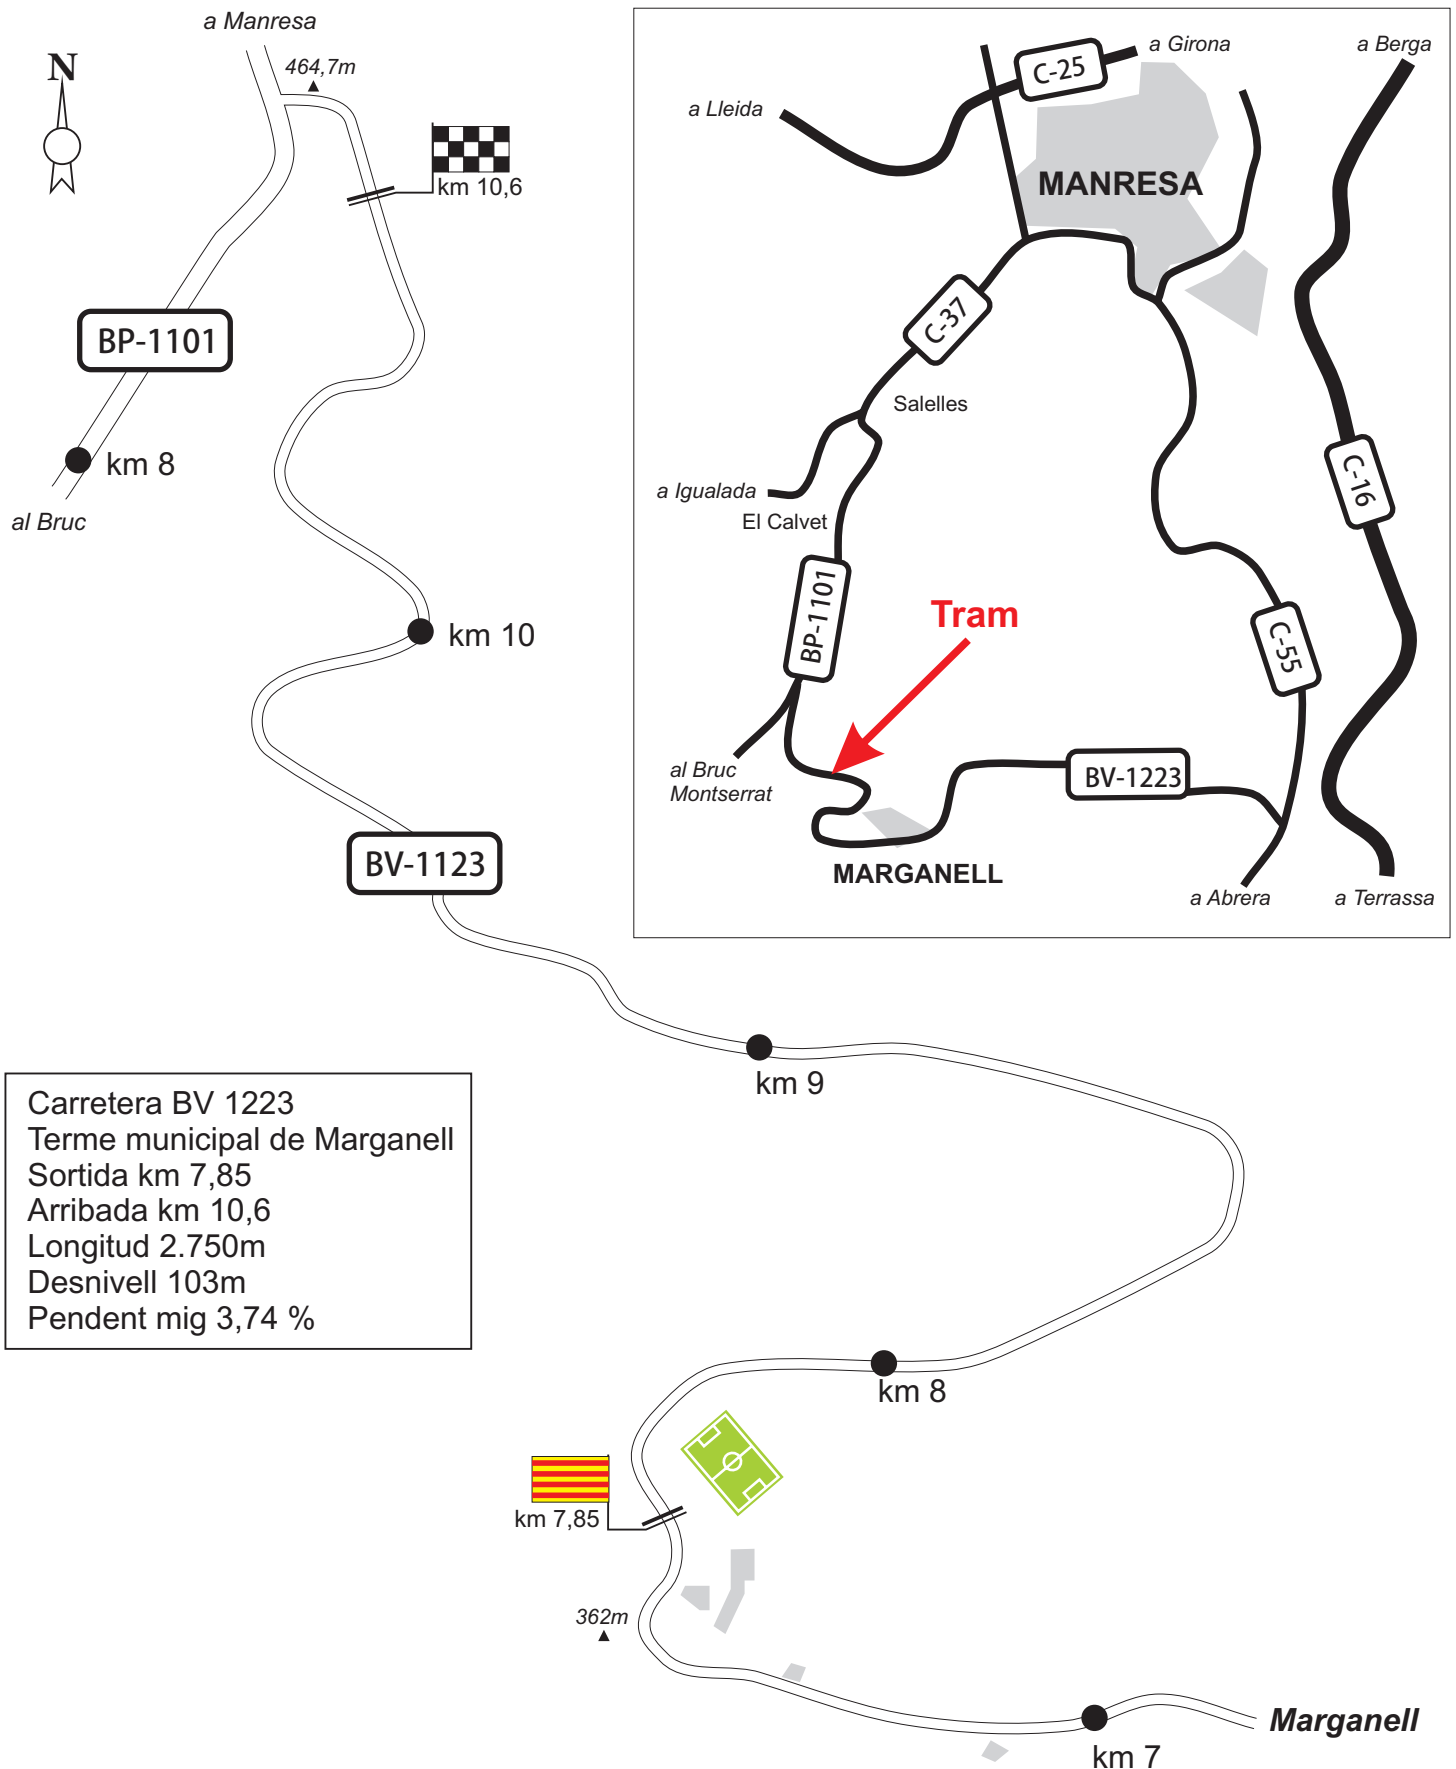 a Manresa
N
464,7m
km 10,6
BP-1101
km 8
al Bruc
km 10
BV-1123
km 9
km 8
km 7,85
362m
km 7
Marganell
Carretera BV 1223
Terme municipal de Marganell
Sortida km 7,85
Arribada km 10,6
Longitud 2.750m
Desnivell 103m
Pendent mig 3,74 %
a Girona
a Berga
C-25
a Lleida
MANRESA
C-37
Salelles
a Igualada
El Calvet
C-16
BP-1101
Tram
C-55
al Bruc
Montserrat
BV-1223
MARGANELL
a Abrera
a Terrassa